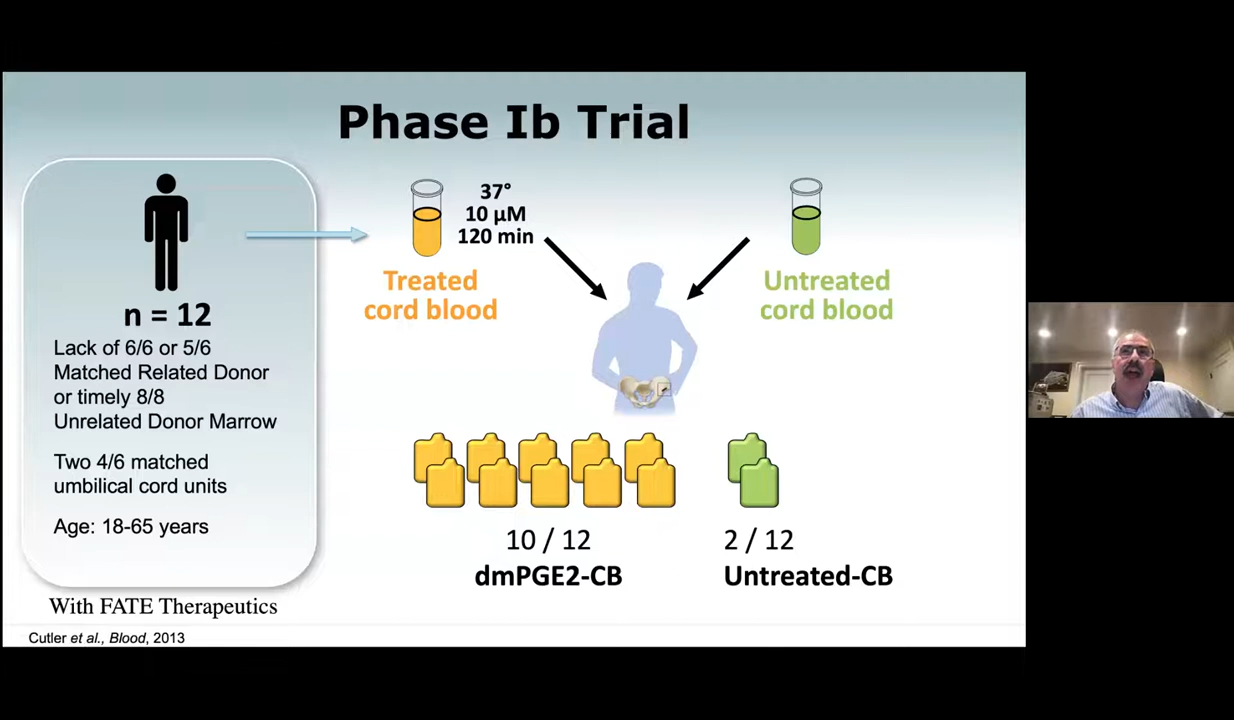 Phase Ib Trial
n = 12
Lack of 6/6 or 5/6
Matched Related Donor
or timely 8/8
Unrelated Donor Marrow
Two 4/6 matched
umbilical cord units
Age: 18-65 years
With FATE Therapeutics
Cutler et al., Blood, 2013
37°
10 µM
120 min
Treated
cord blood
Untreated
cord blood
10 / 12
dmPGE2-CB
2 / 12
Untreated-CB